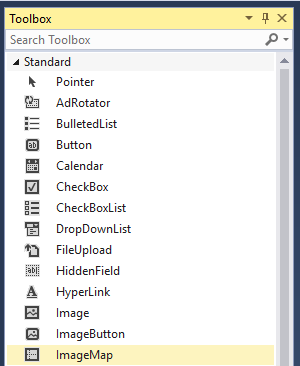 Toolbox
Search Toolbox
Standard
Pointer
AdRotator
BulletedList
Button
Calendar
CheckBox
CheckBoxList
DropDownList
FileUpload
HiddenField
HyperLink
Image
ImageButton
ImageMap